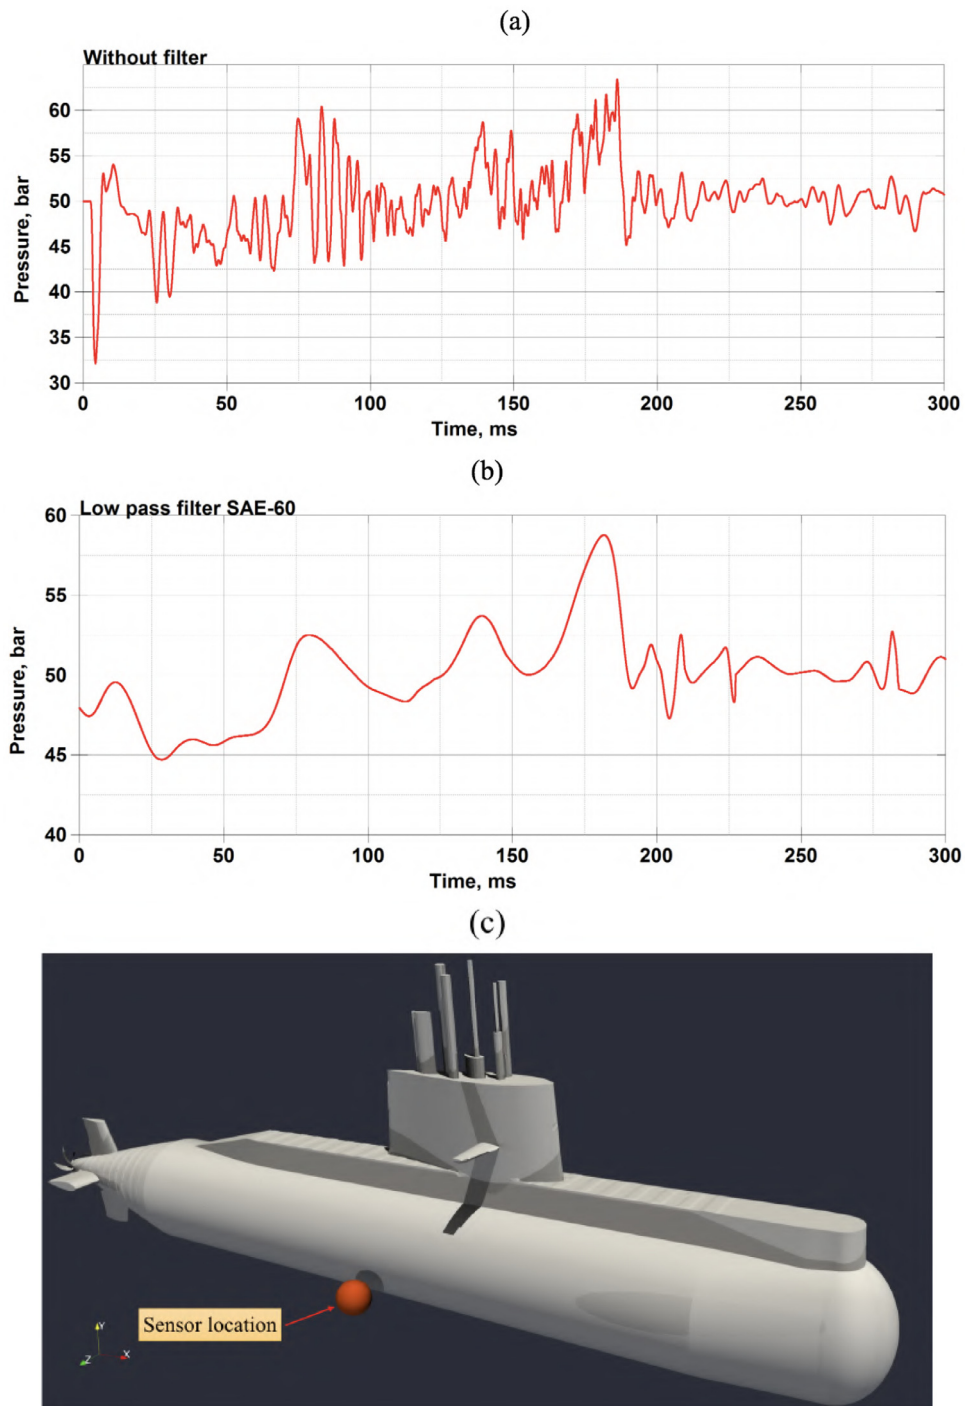 (a)
Without filter
60
55
50
45
40
35
30
Pressure, bar
0 50 100 150 200 250 300
Time, ms
(b)
Low pass filter SAE-60
60
55
50
45
40
Pressure, bar
0 50 100 150 200 250 300
Time, ms
(c)
Sensor location
Y
Z X